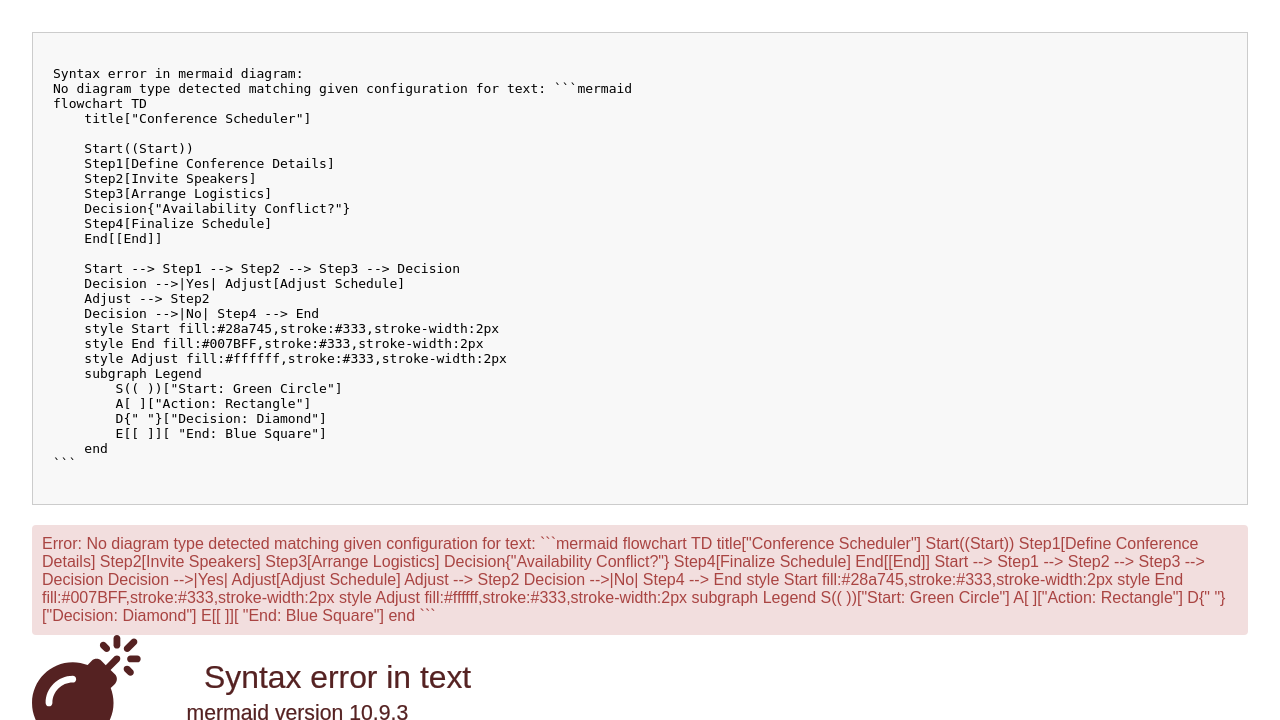 Syntax error in mermaid diagram:
No diagram type detected matching given configuration for text: ```mermaid
flowchart TD
    title["Conference Scheduler"]

    Start((Start))
    Step1[Define Conference Details]
    Step2[Invite Speakers]
    Step3[Arrange Logistics]
    Decision{"Availability Conflict?"}
    Step4[Finalize Schedule]
    End[[End]]

    Start --> Step1 --> Step2 --> Step3 --> Decision
    Decision -->|Yes| Adjust[Adjust Schedule]
    Adjust --> Step2
    Decision -->|No| Step4 --> End
    style Start fill:#28a745,stroke:#333,stroke-width:2px
    style End fill:#007BFF,stroke:#333,stroke-width:2px
    style Adjust fill:#ffffff,stroke:#333,stroke-width:2px
    subgraph Legend
        S(( ))["Start: Green Circle"]
        A[ ]["Action: Rectangle"]
        D{" "}["Decision: Diamond"]
        E[[ ]][ "End: Blue Square"]
    end
```
Error: No diagram type detected matching given configuration for text: ```mermaid flowchart TD title["Conference Scheduler"] Start((Start)) Step1[Define Conference
Details] Step2[Invite Speakers] Step3[Arrange Logistics] Decision{"Availability Conflict?"} Step4[Finalize Schedule] End[[End]] Start --> Step1 --> Step2 --> Step3 -->
Decision Decision -->|Yes| Adjust[Adjust Schedule] Adjust --> Step2 Decision -->|No| Step4 --> End style Start fill:#28a745,stroke:#333,stroke-width:2px style End
fill:#007BFF,stroke:#333,stroke-width:2px style Adjust fill:#ffffff,stroke:#333,stroke-width:2px subgraph Legend S(( ))["Start: Green Circle"] A[ ]["Action: Rectangle"] D{" "}
["Decision: Diamond"] E[[ ]][ "End: Blue Square"] end ```
Syntax error in text
mermaid version 10.9.3